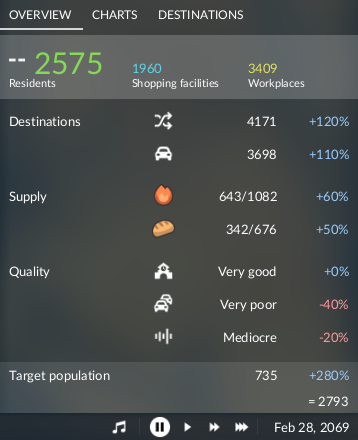 OVERVIEW CHARTS DESTINATIONS
-- 2575 1960 3409
Residents Shopping facilities Workplaces
Destinations 4171 +120%
3698 +110%
Supply 643/1082 +60%
342/676 +50%
Quality Very good +0%
Very poor -40%
Mediocre -20%
Target population 735 +280%
= 2793
Feb 28, 2069